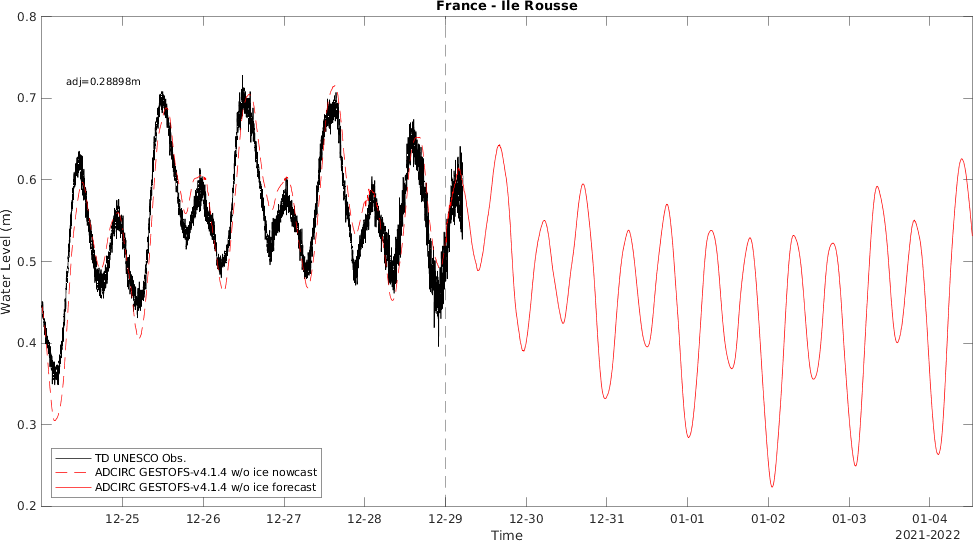 France - Ile Rousse
0.8
0.7
0.6
0.5
0.4
0.3
0.2
Water Level (m)
adj=0.28898m
TD UNESCO Obs.
ADCIRC GESTOFS-v4.1.4 w/o ice nowcast
ADCIRC GESTOFS-v4.1.4 w/o ice forecast
12-25 12-26 12-27 12-28 12-29 12-30 12-31 01-01 01-02 01-03 01-04
Time
2021-2022